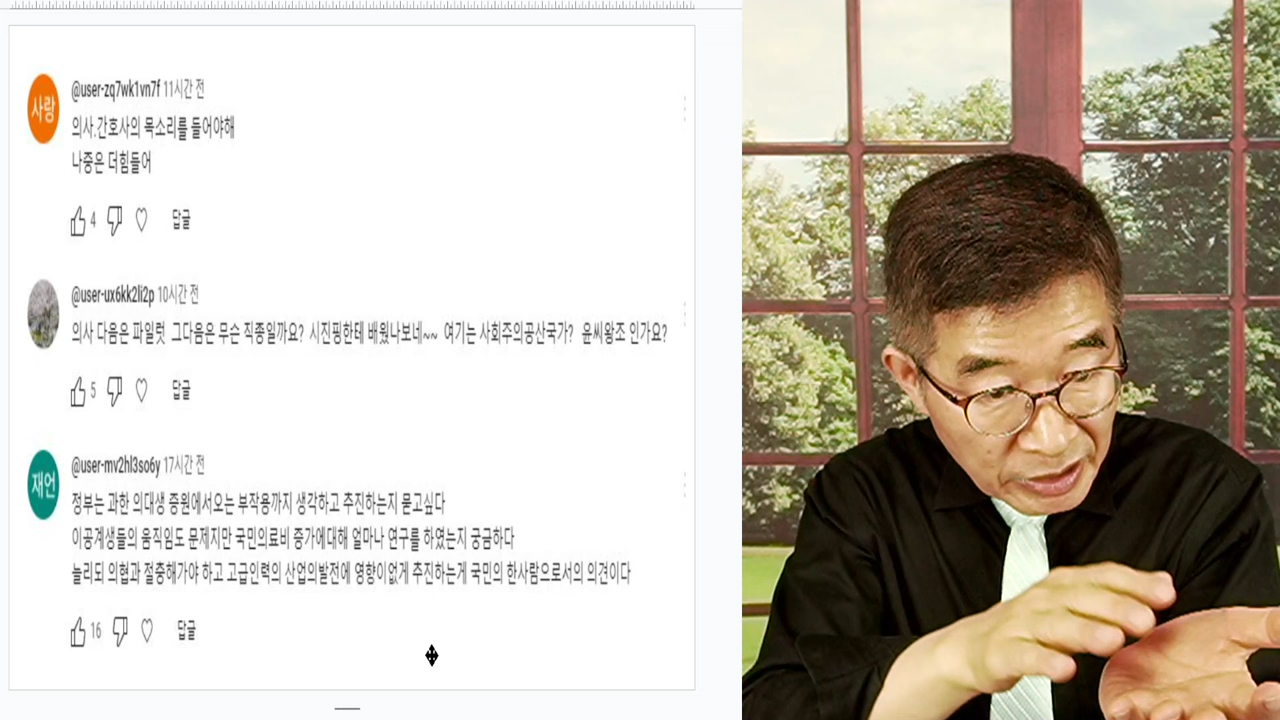 사랑
@user-zq7wk1vn7f 11시간 전
의사.간호사의 목소리를 들어야해
나중은 더힘들어
4 답글
@user-ux6kk2li2p 10시간 전
의사 다음은 파일럿 그다음은 무슨 직종일까요? 시진핑한테 배웠나보네~~ 여기는 사회주의공산국가? 윤씨왕조 인가요?
5 답글
재언
@user-mv2hl3so6y 17시간 전
정부는 과한 의대생 증원에서오는 부작용까지 생각하고 추진하는지 묻고싶다
이공계생들의 움직임도 문제지만 국민의료비 증가에대해 얼마나 연구를 하였는지 궁금하다
늘리되 의협과 절충해가야 하고 고급인력의 산업의발전에 영향이없게 추진하는게 국민의 한사람으로서의 의견이다
16 답글